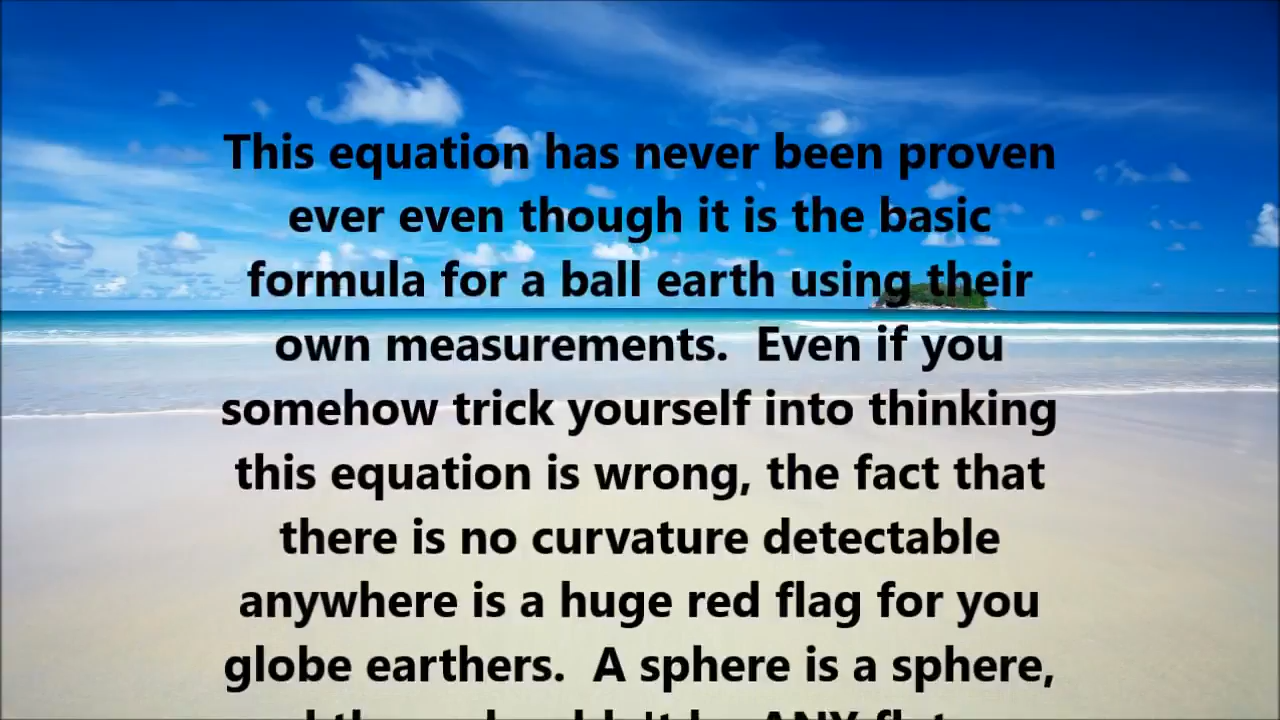 This equation has never been proven
ever even though it is the basic
formula for a ball earth using their
own measurements.  Even if you
somehow trick yourself into thinking
this equation is wrong, the fact that
there is no curvature detectable
anywhere is a huge red flag for you
globe earthers.  A sphere is a sphere,
ANY